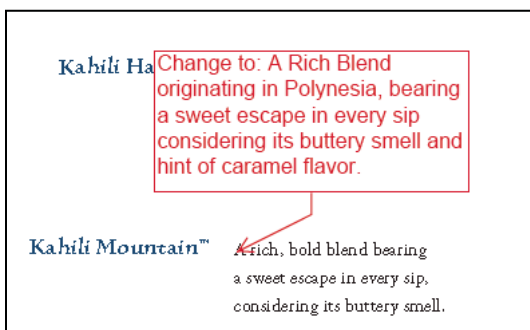 Kahili Ha
Change to: A Rich Blend
originating in Polynesia, bearing
a sweet escape in every sip
considering its buttery smell and
hint of caramel flavor.
Kahili Mountain™ A rich, bold blend bearing
a sweet escape in every sip,
considering its buttery smell.